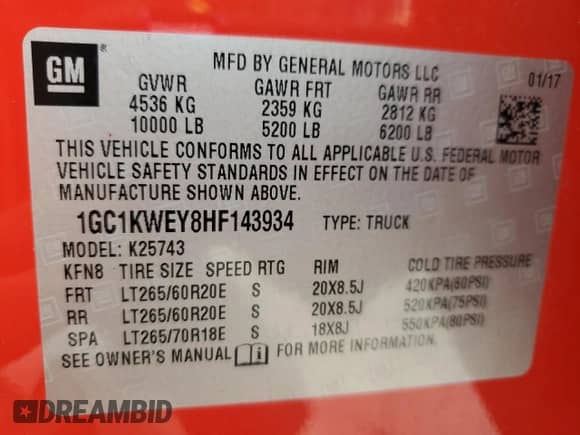 GM
MFD BY GENERAL MOTORS LLC
01/17
GVWR GAWR FRT GAWR RR
4536 KG 2359 KG 2812 KG
10000 LB 5200 LB 6200 LB
THIS VEHICLE CONFORMS TO ALL APPLICABLE U.S. FEDERAL MOTOR
VEHICLE SAFETY STANDARDS IN EFFECT ON THE DATE OF
MANUFACTURE SHOWN ABOVE.
1GC1KWEY8HF143934 TYPE: TRUCK
MODEL: K25743
KFN8 TIRE SIZE SPEED RTG RIM COLD TIRE PRESSURE
FRT LT265/60R20E S 20X8.5J 420KPA(60PSI)
RR LT265/60R20E S 20X8.5J 520KPA(75PSI)
SPA LT265/70R18E S 18X8J 550KPA(80PSI)
SEE OWNER'S MANUAL FOR MORE INFORMATION.
DREAMBID